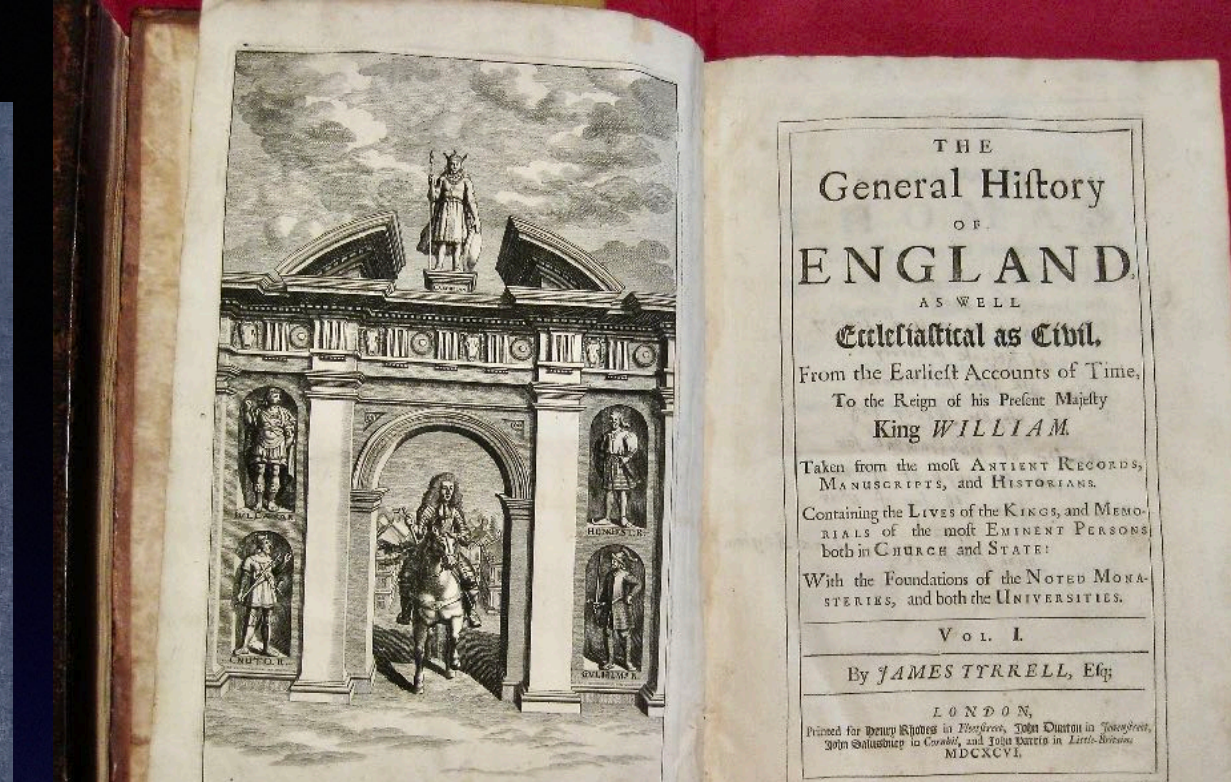 CNUTO.R.
HENGIST.R.
GULIELM.R.
THE
General Hiſtory
OF
ENGLAND,
AS WELL
Eccleſiaſtical as Civil.
From the Earlieſt Accounts of Time,
To the Reign of his Preſent Majeſty
King WILLIAM.
Taken from the moſt ANTIENT RECORDS,
MANUSCRIPTS, and HISTORIANS.
Containing the LIVES of the KINGS, and MEMO-
RIALS of the moſt EMINENT PERSONS
both in CHURCH and STATE:
With the Foundations of the NOTED MONA-
STERIES, and both the UNIVERSITIES.
VOL. I.
By JAMES TYRRELL, Eſq;
LONDON,
Printed for Henry Rhodes in Fleetſtreet, John Dunton in Jewenſtreet,
John Salusbury in Cornhil, and John Harris in Little-Britain,
MDCXCVI.